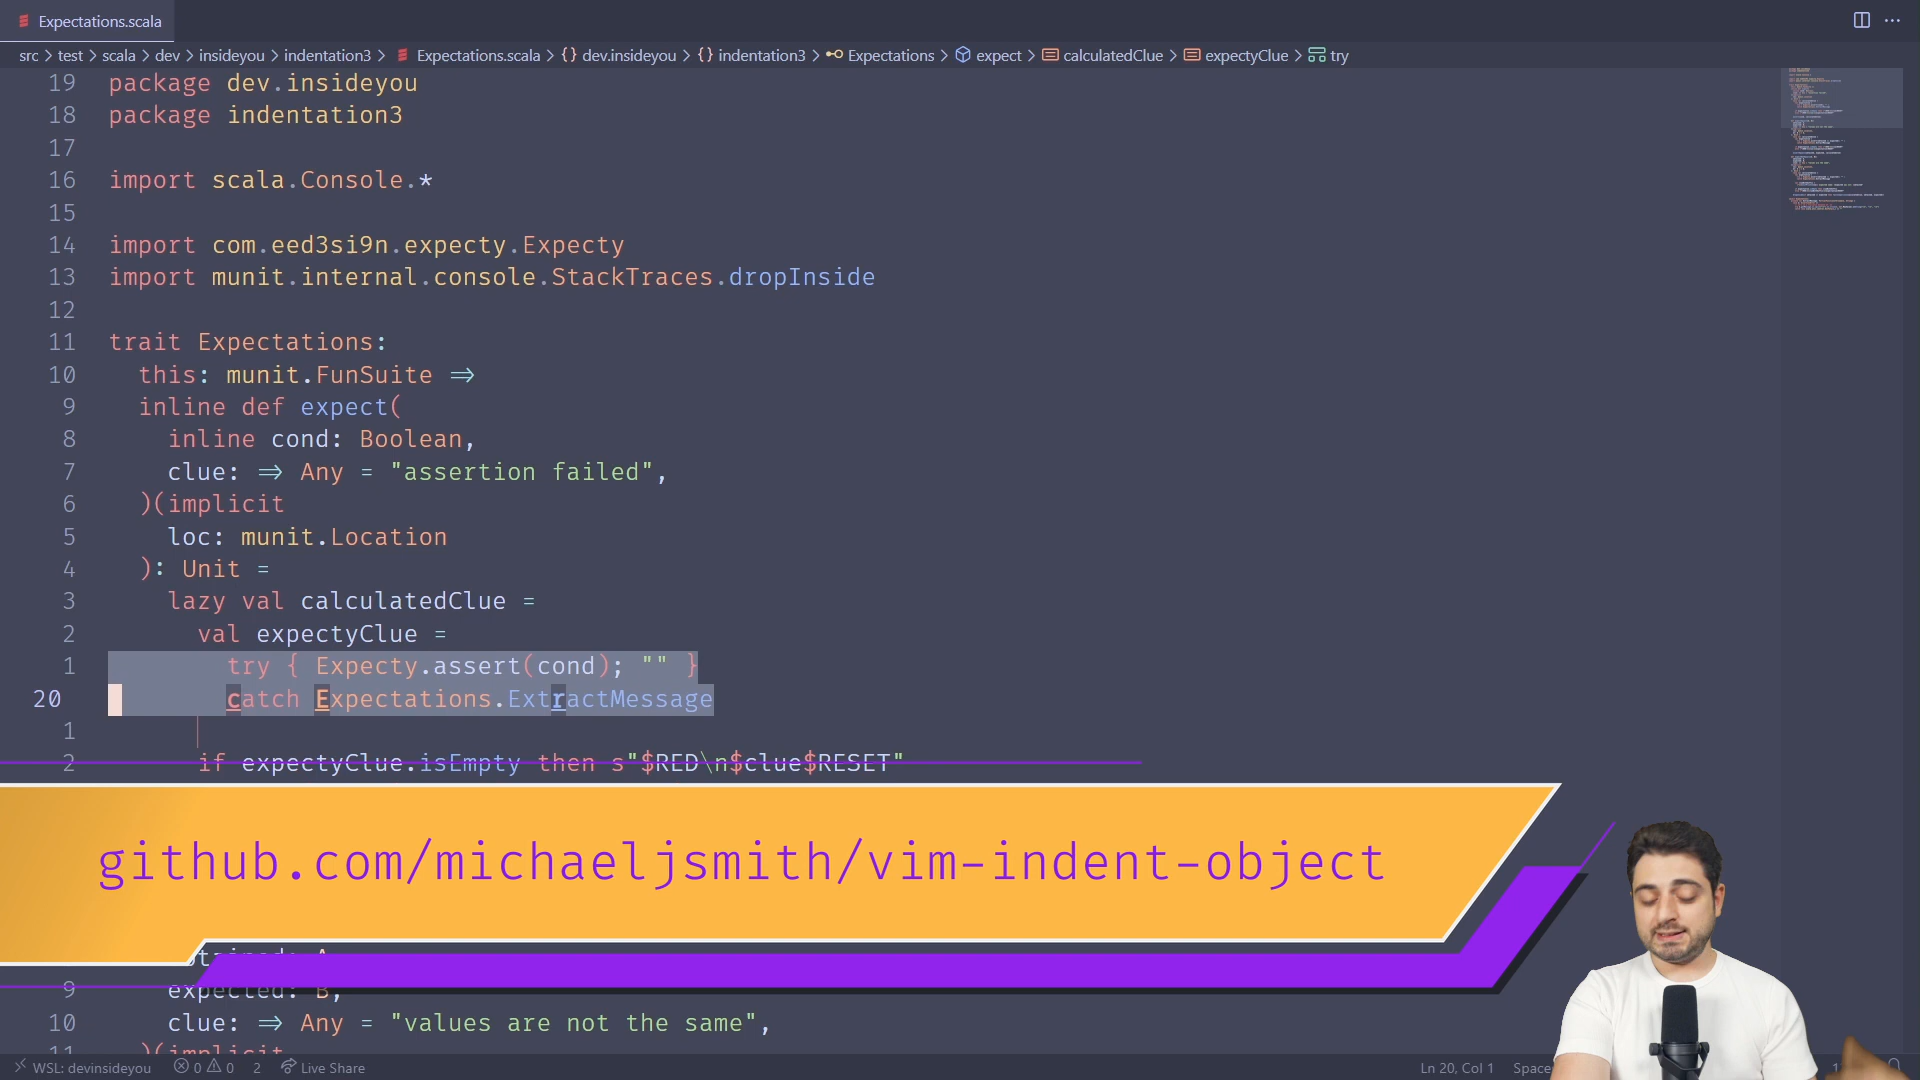 Expectations.scala
src > test > scala > dev > insideyou > indentation3 > Expectations.scala > {} dev.insideyou > {} indentation3 > Expectations > expect > calculatedClue > expectyClue > try
19 package dev.insideyou
18 package indentation3
17
16 import scala.Console.*
15
14 import com.eed3si9n.expecty.Expecty
13 import munit.internal.console.StackTraces.dropInside
12
11 trait Expectations:
10 this: munit.FunSuite ⇒
9 inline def expect(
8 inline cond: Boolean,
7 clue: ⇒ Any = "assertion failed",
6 )(implicit
5 loc: munit.Location
4 ): Unit =
3 lazy val calculatedClue =
2 val expectyClue =
1 try { Expecty.assert(cond); "" }
20 catch Expectations.ExtractMessage
1
2 if expectyClue.isEmpty then s"$RED\n$clue$RESET"
github.com/michaeljsmith/vim-indent-object
9 expected: B,
10 clue: ⇒ Any = "values are not the same",
11 )(implicit
WSL: devinsideyou 0 0 2 Live Share Ln 20, Col 1